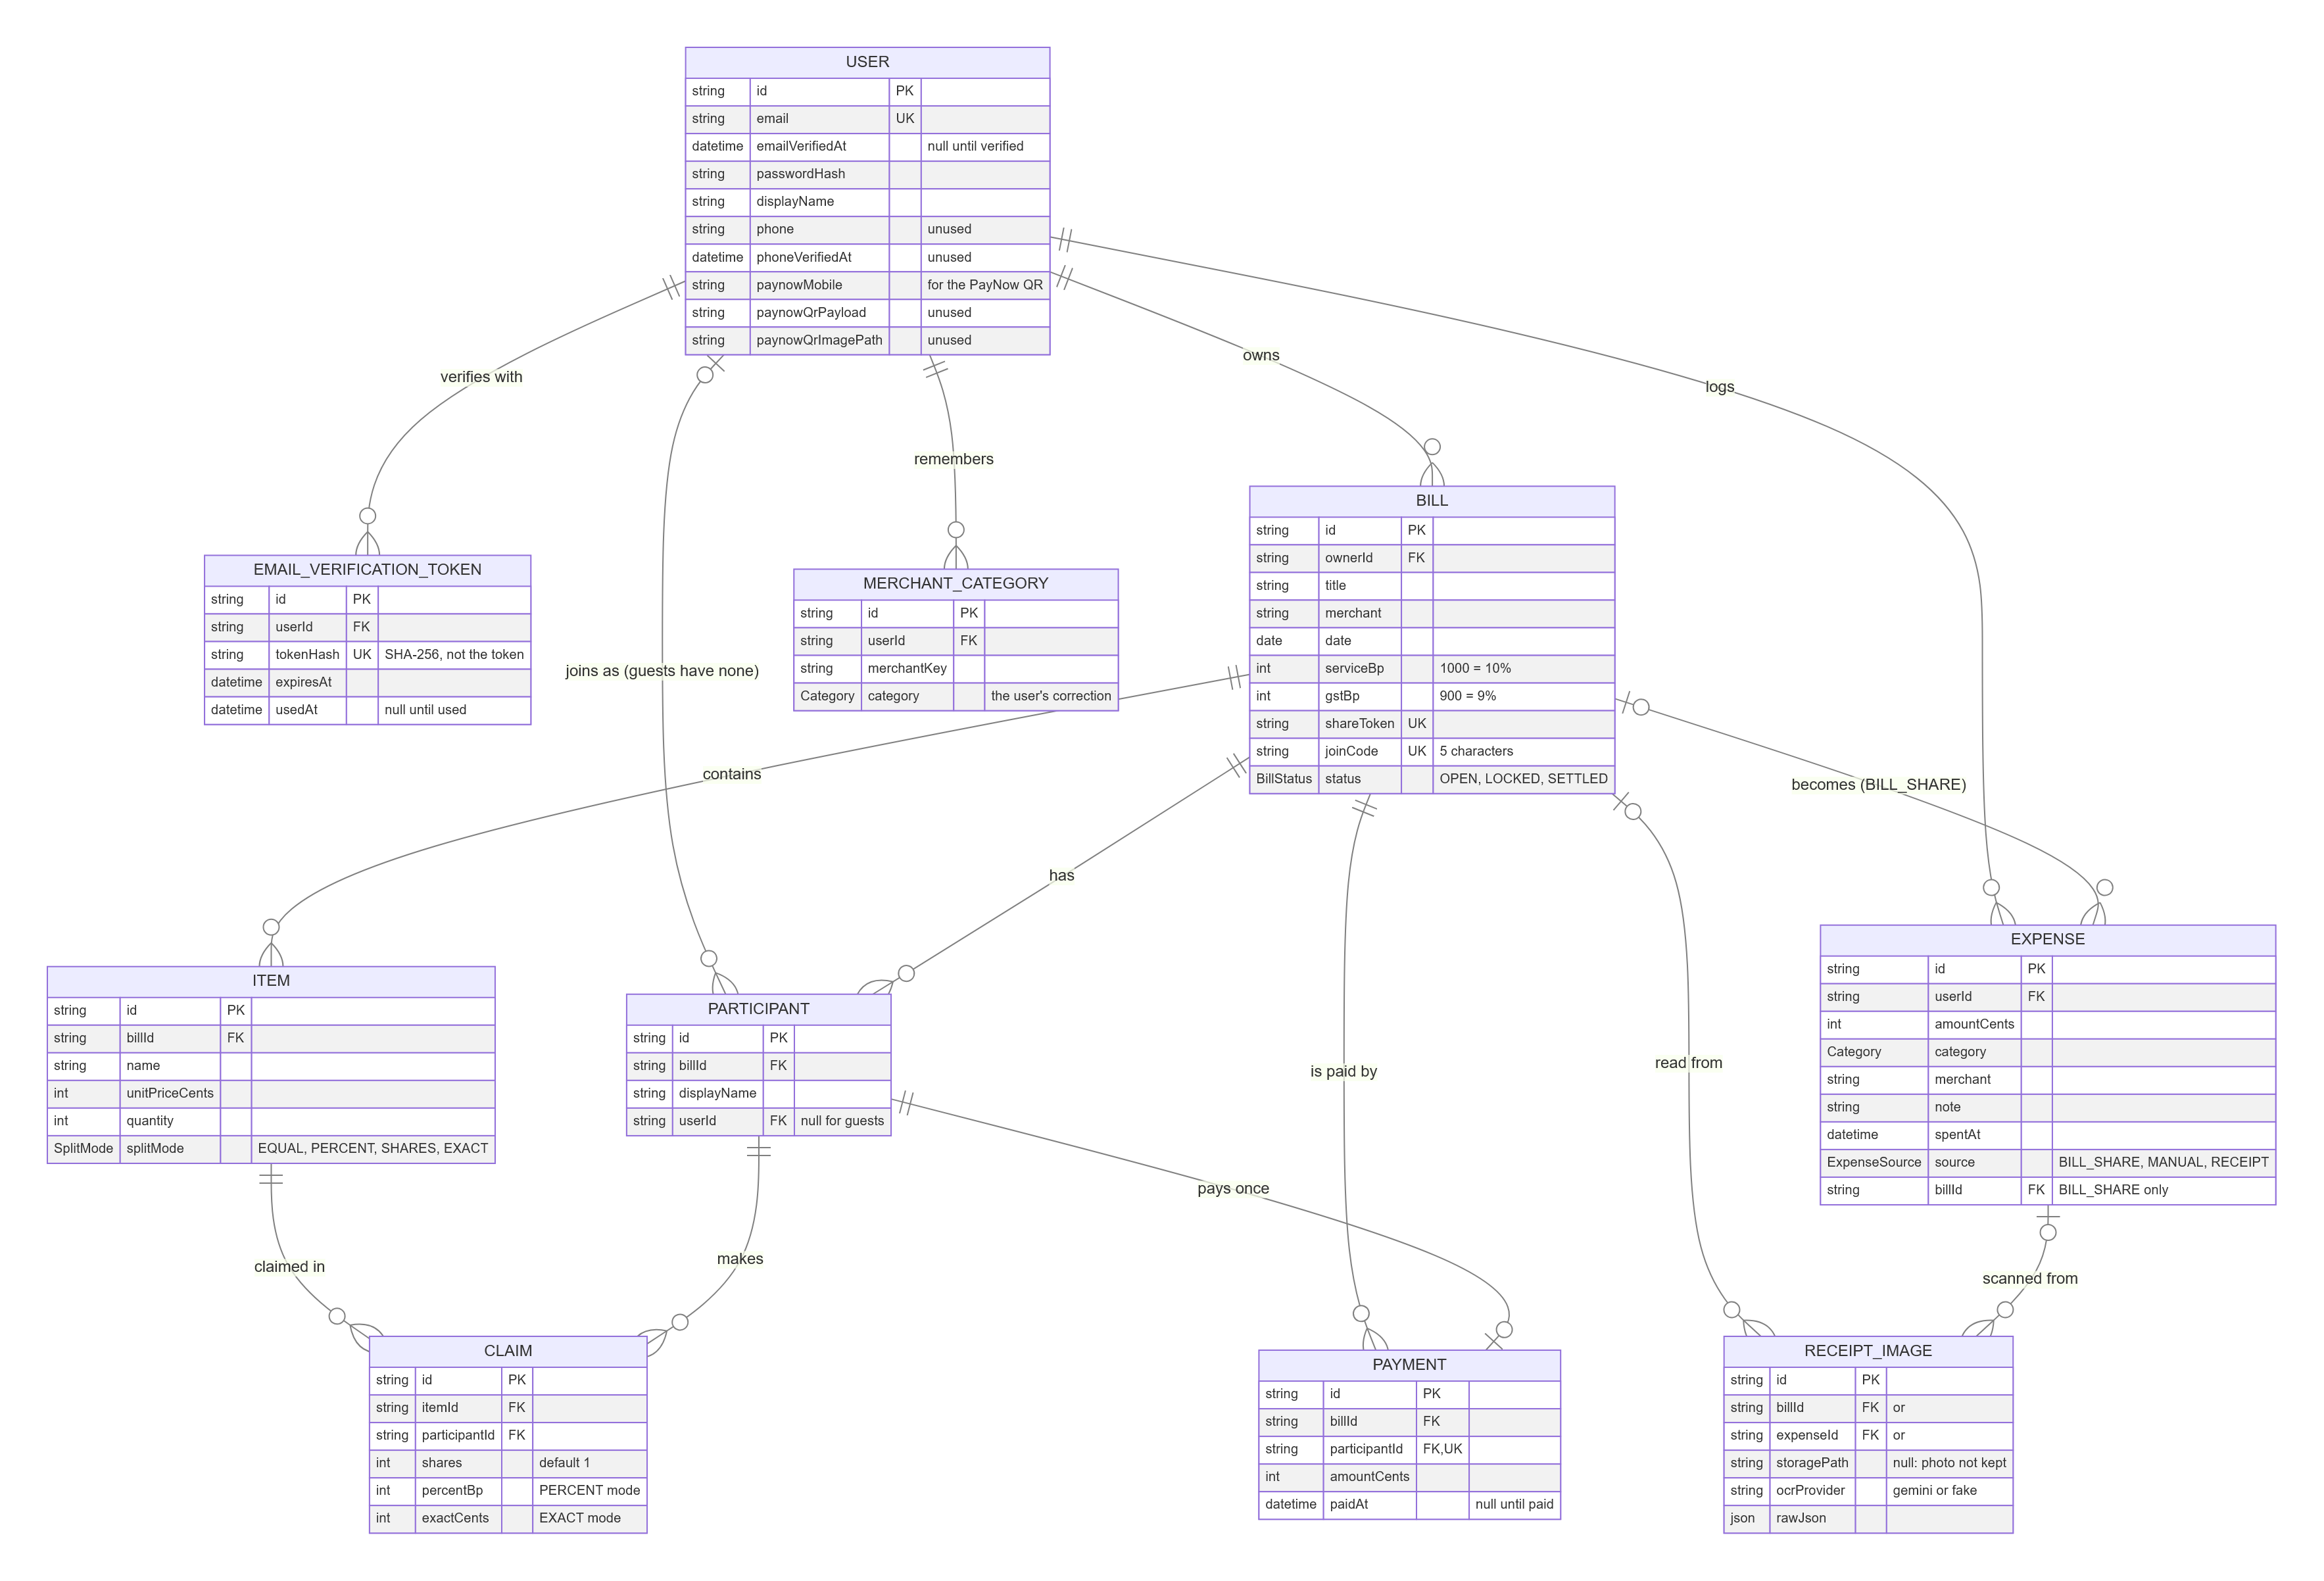 USER
string id PK
string email UK
datetime emailVerifiedAt null until verified
string passwordHash
string displayName
string phone unused
datetime phoneVerifiedAt unused
string paynowMobile for the PayNow QR
string paynowQrPayload unused
string paynowQrImagePath unused
verifies with
joins as (guests have none)
remembers
owns
logs
EMAIL_VERIFICATION_TOKEN
string id PK
string userId FK
string tokenHash UK SHA-256, not the token
datetime expiresAt
datetime usedAt null until used
MERCHANT_CATEGORY
string id PK
string userId FK
string merchantKey
Category category the user's correction
BILL
string id PK
string ownerId FK
string title
string merchant
date date
int serviceBp 1000 = 10%
int gstBp 900 = 9%
string shareToken UK
string joinCode UK 5 characters
BillStatus status OPEN, LOCKED, SETTLED
contains
has
is paid by
read from
becomes (BILL_SHARE)
ITEM
string id PK
string billId FK
string name
int unitPriceCents
int quantity
SplitMode splitMode EQUAL, PERCENT, SHARES, EXACT
PARTICIPANT
string id PK
string billId FK
string displayName
string userId FK null for guests
EXPENSE
string id PK
string userId FK
int amountCents
Category category
string merchant
string note
datetime spentAt
ExpenseSource source BILL_SHARE, MANUAL, RECEIPT
string billId FK BILL_SHARE only
claimed in
makes
pays once
scanned from
CLAIM
string id PK
string itemId FK
string participantId FK
int shares default 1
int percentBp PERCENT mode
int exactCents EXACT mode
PAYMENT
string id PK
string billId FK
string participantId FK,UK
int amountCents
datetime paidAt null until paid
RECEIPT_IMAGE
string id PK
string billId FK or
string expenseId FK or
string storagePath null: photo not kept
string ocrProvider gemini or fake
json rawJson